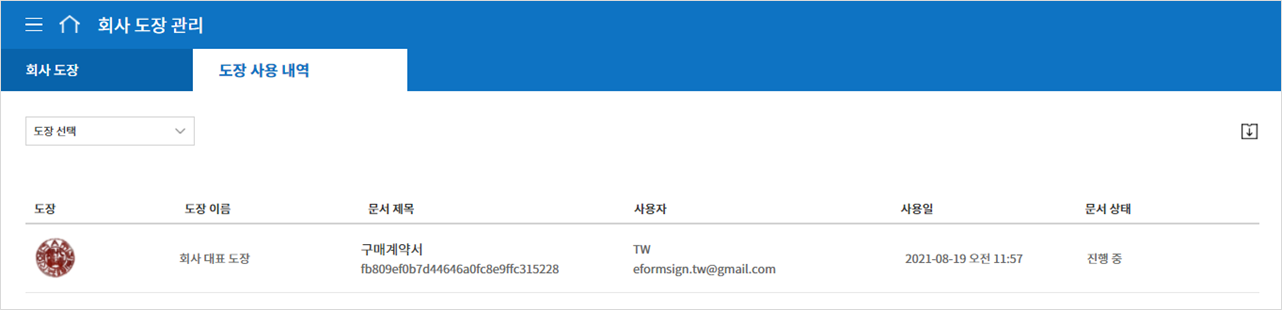 회사 도장 관리
회사 도장
도장 사용 내역
도장 선택
도장 도장 이름 문서 제목 사용자 사용일 문서 상태
회사 대표 도장 구매계약서 TW 2021-08-19 오전 11:57 진행 중
fb809ef0b7d44646a0fc8e9ffc315228 eformsign.tw@gmail.com